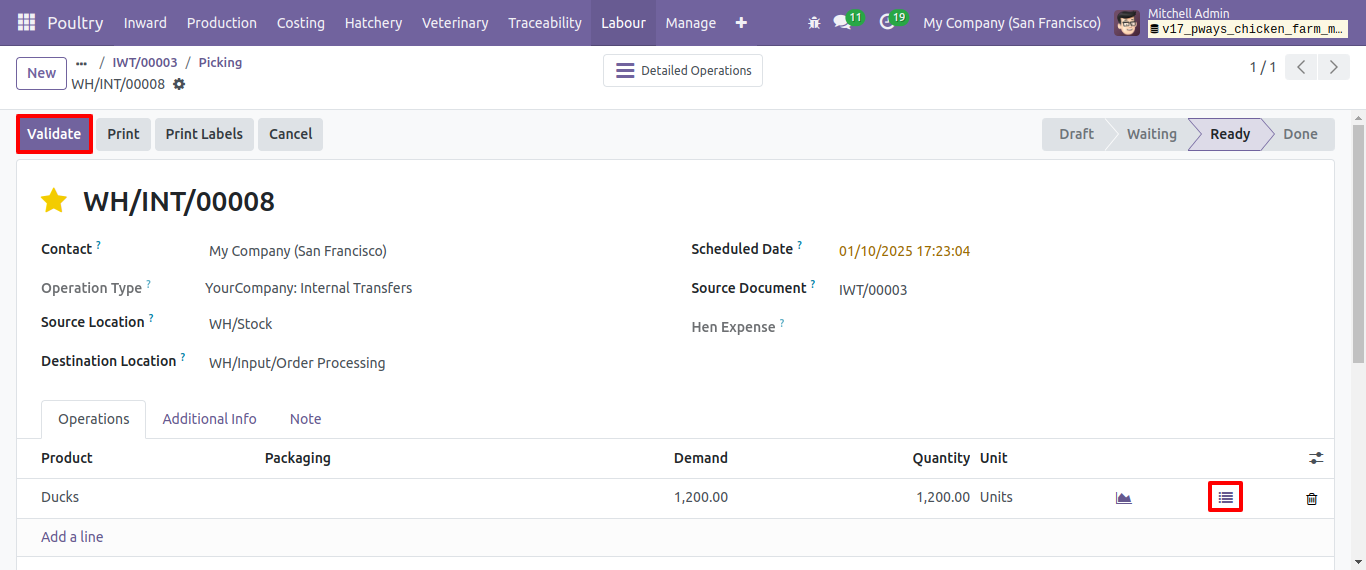 Poultry Inward Production Costing Hatchery Veterinary Traceability Labour Manage 11 19 My Company (San Francisco) Mitchell Admin
v17_pways_chicken_farm_m...
New ... / IWT/00003 / Picking
WH/INT/00008
Detailed Operations
1 / 1
Validate Print Print Labels Cancel
Draft Waiting Ready Done
WH/INT/00008
Contact ? My Company (San Francisco)
Scheduled Date ? 01/10/2025 17:23:04
Operation Type ? YourCompany: Internal Transfers
Source Document ? IWT/00003
Source Location ? WH/Stock
Hen Expense ?
Destination Location ? WH/Input/Order Processing
Operations Additional Info Note
Product Packaging Demand Quantity Unit
Ducks 1,200.00 1,200.00 Units
Add a line